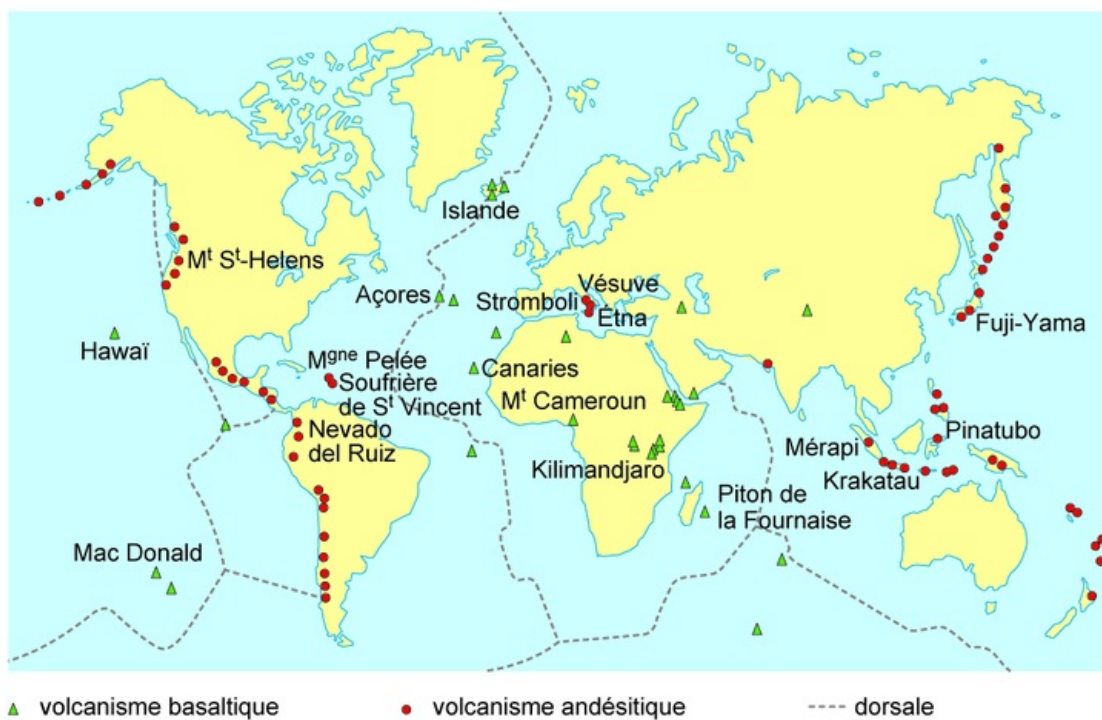 Islande
Mᵗ Sᵗ-Helens
Açores
Stromboli
Vésuve
Étna
Fuji-Yama
Hawaï
Mᵍⁿᵉ Pelée
Soufrière
de Sᵗ Vincent
Canaries
Mᵗ Cameroun
Nevado
del Ruiz
Kilimandjaro
Mérapi
Pinatubo
Krakatau
Piton de
la Fournaise
Mac Donald
volcanisme basaltique
volcanisme andésitique
dorsale